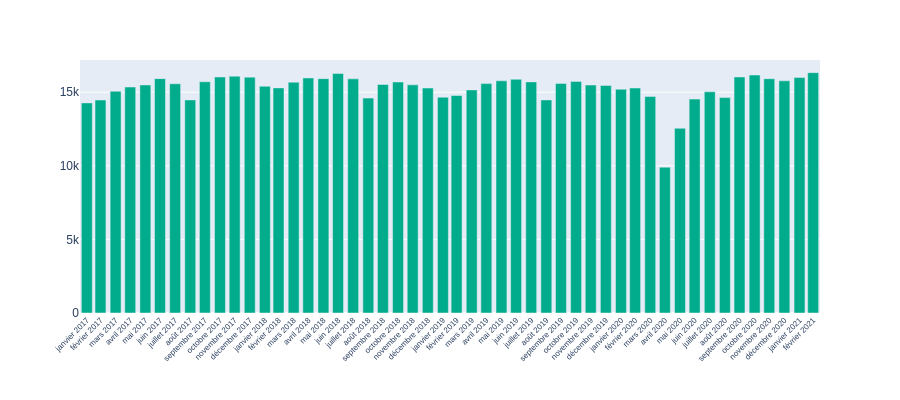 15k
10k
5k
0
janvier 2017
février 2017
mars 2017
avril 2017
mai 2017
juin 2017
juillet 2017
août 2017
septembre 2017
octobre 2017
novembre 2017
décembre 2017
janvier 2018
février 2018
mars 2018
avril 2018
mai 2018
juin 2018
juillet 2018
août 2018
septembre 2018
octobre 2018
novembre 2018
décembre 2018
janvier 2019
février 2019
mars 2019
avril 2019
mai 2019
juin 2019
juillet 2019
août 2019
septembre 2019
octobre 2019
novembre 2019
décembre 2019
janvier 2020
février 2020
mars 2020
avril 2020
mai 2020
juin 2020
juillet 2020
août 2020
septembre 2020
octobre 2020
novembre 2020
décembre 2020
janvier 2021
février 2021